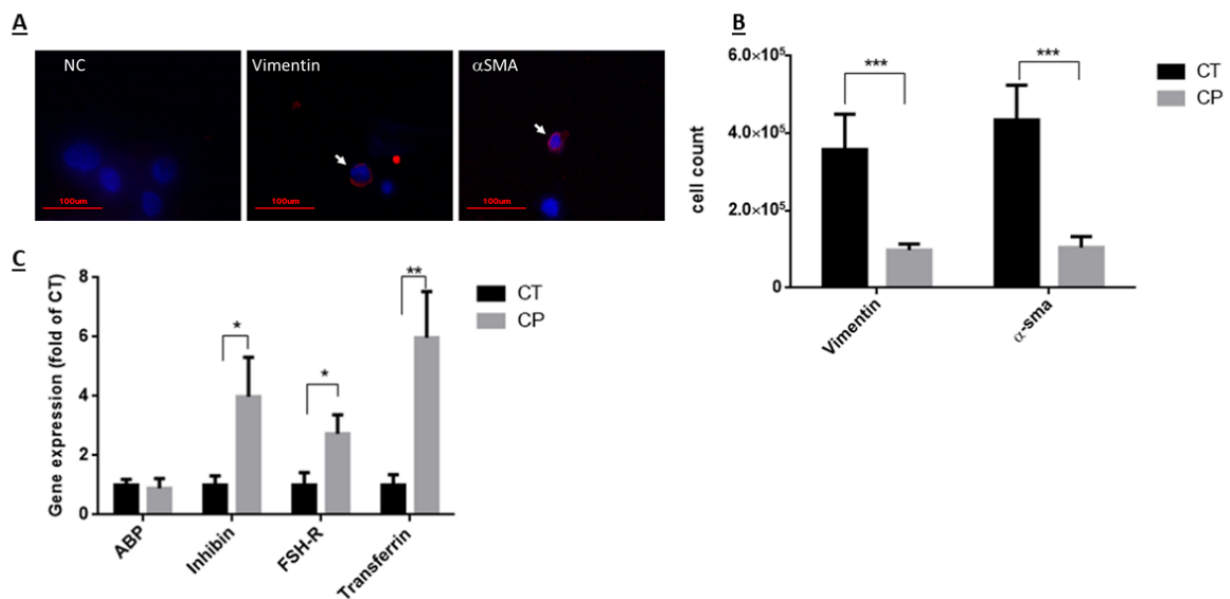 A
NC
Vimentin
αSMA
100um
100um
100um
B
6.0×10⁵
4.0×10⁵
2.0×10⁵
0
cell count
***
***
CT
CP
Vimentin
α-sma
C
Gene expression (fold of CT)
8
6
4
2
0
*
*
**
CT
CP
ABP
Inhibin
FSH-R
Transferrin